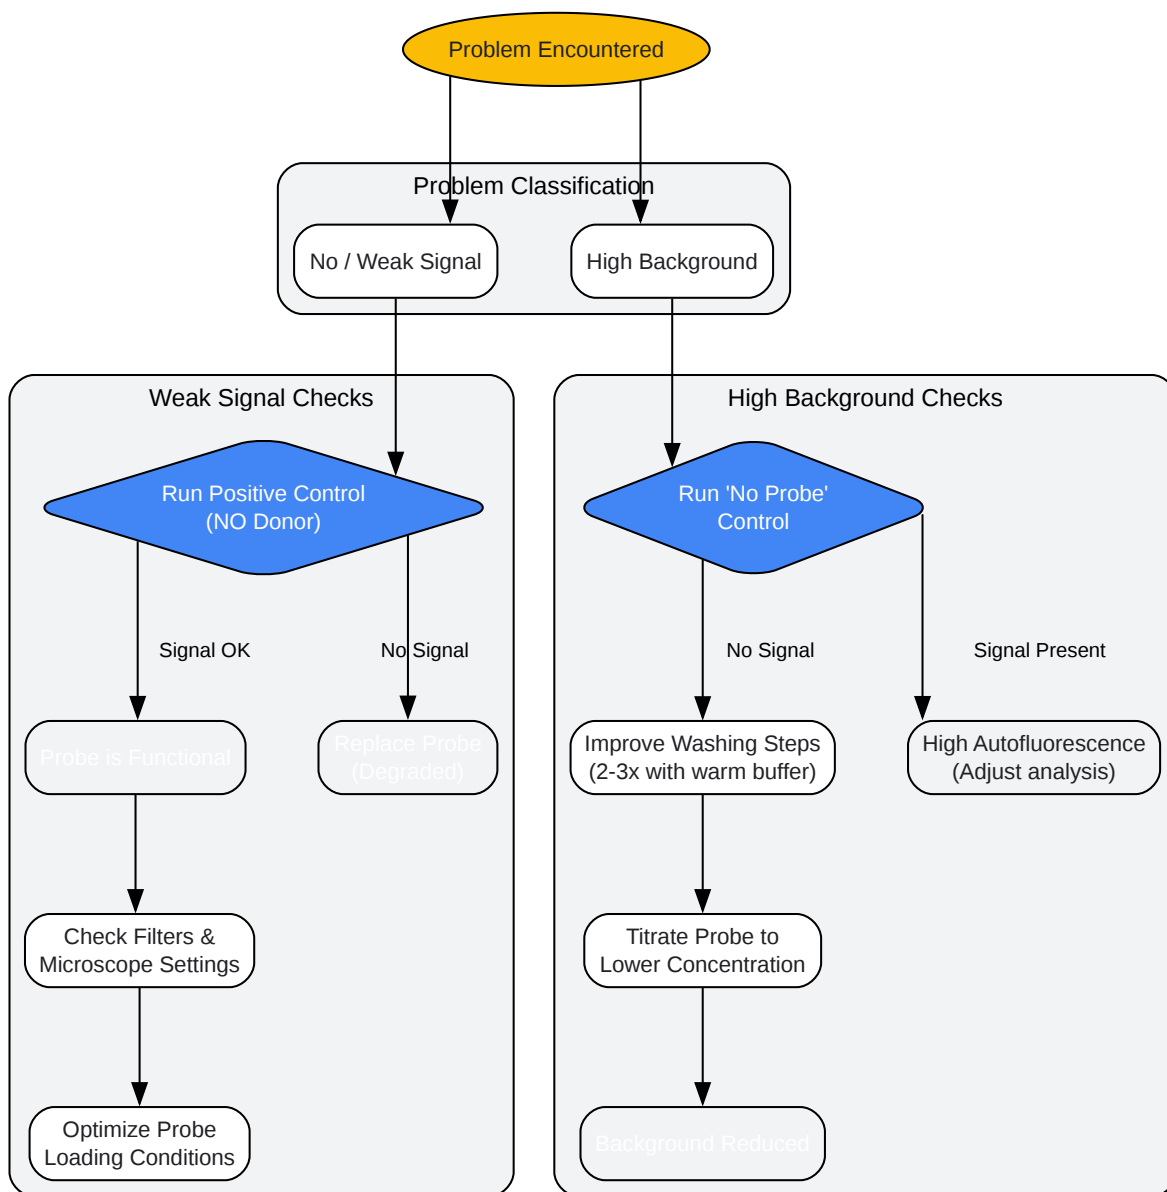 Problem Encountered
Problem Classification
No / Weak Signal
High Background
Weak Signal Checks
High Background Checks
Run Positive Control
(NO Donor)
Run 'No Probe'
Control
Signal OK
No Signal
No Signal
Signal Present
Probe is Functional
Replace Probe
(Degraded)
Improve Washing Steps
(2-3x with warm buffer)
High Autofluorescence
(Adjust analysis)
Check Filters &
Microscope Settings
Titrate Probe to
Lower Concentration
Optimize Probe
Loading Conditions
Background Reduced